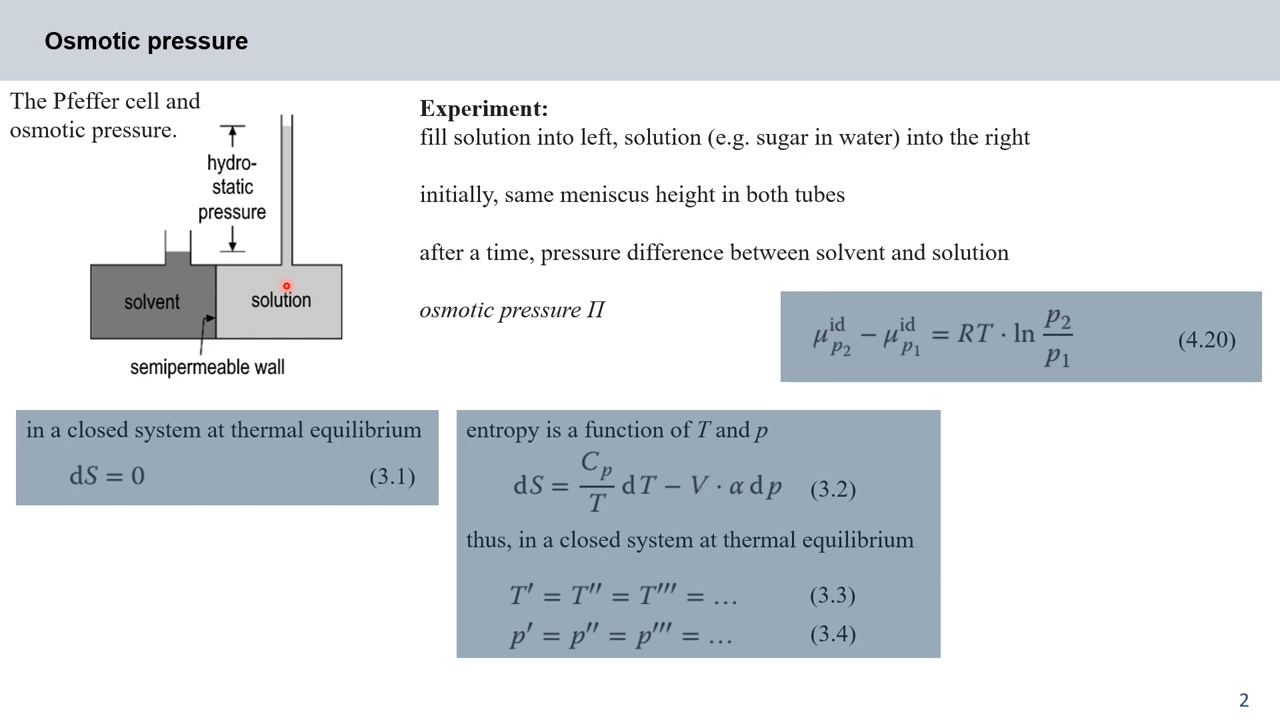 Osmotic pressure
The Pfeffer cell and
osmotic pressure.
hydro-
static
pressure
solvent
solution
semipermeable wall
Experiment:
fill solution into left, solution (e.g. sugar in water) into the right
initially, same meniscus height in both tubes
after a time, pressure difference between solvent and solution
osmotic pressure Π
μ^id_p₂ − μ^id_p₁ = RT · ln p₂/p₁ (4.20)
in a closed system at thermal equilibrium
dS = 0 (3.1)
entropy is a function of T and p
dS = C_p/T dT − V · α dp (3.2)
thus, in a closed system at thermal equilibrium
T′ = T″ = T‴ = … (3.3)
p′ = p″ = p‴ = … (3.4)
2